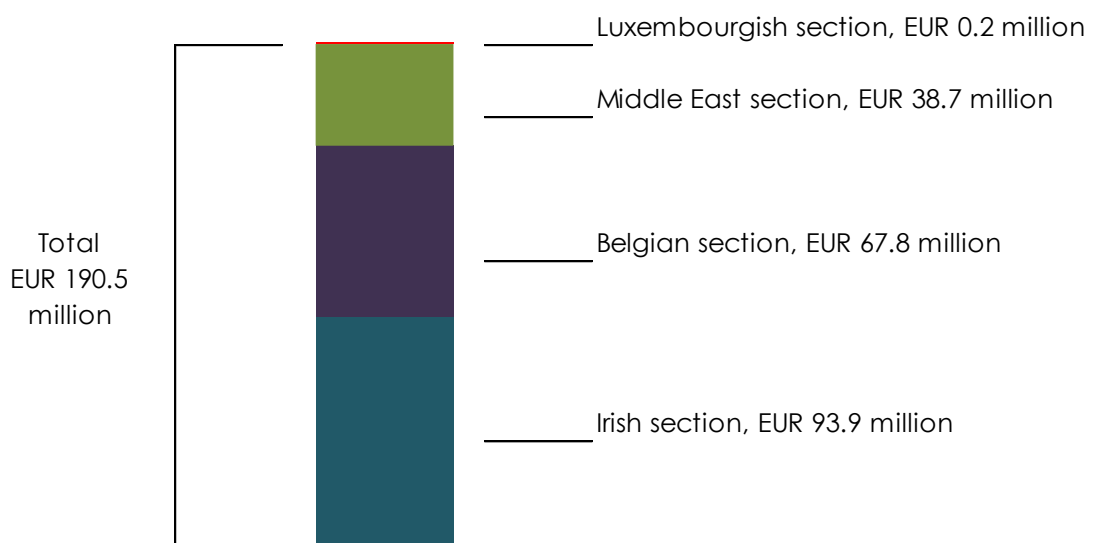 Luxembourgish section, EUR 0.2 million
Middle East section, EUR 38.7 million
Total
EUR 190.5
million
Belgian section, EUR 67.8 million
Irish section, EUR 93.9 million